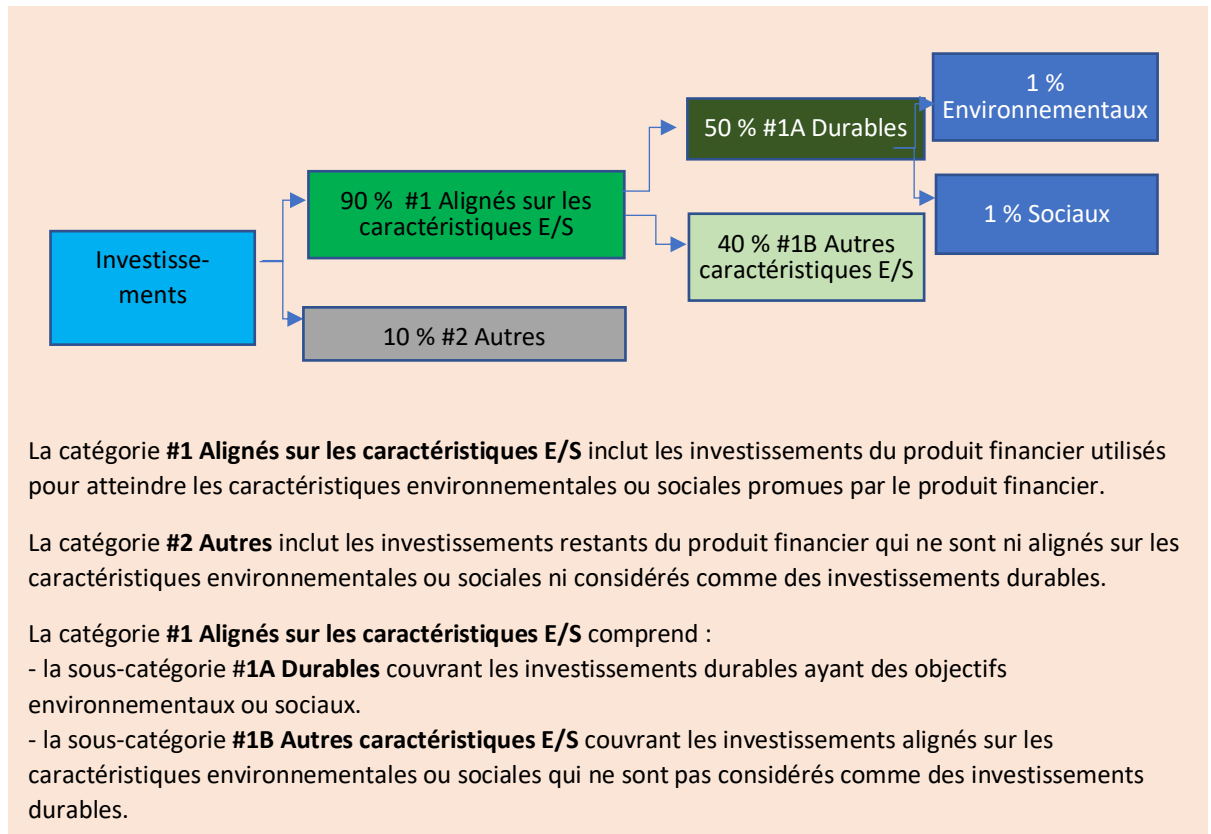 1 %
Environnementaux
50 % #1A Durables
90 % #1 Alignés sur les
caractéristiques E/S
1 % Sociaux
40 % #1B Autres
caractéristiques E/S
Investisse-
ments
10 % #2 Autres
La catégorie #1 Alignés sur les caractéristiques E/S inclut les investissements du produit financier utilisés
pour atteindre les caractéristiques environnementales ou sociales promues par le produit financier.
La catégorie #2 Autres inclut les investissements restants du produit financier qui ne sont ni alignés sur les
caractéristiques environnementales ou sociales ni considérés comme des investissements durables.
La catégorie #1 Alignés sur les caractéristiques E/S comprend :
- la sous-catégorie #1A Durables couvrant les investissements durables ayant des objectifs
environnementaux ou sociaux.
- la sous-catégorie #1B Autres caractéristiques E/S couvrant les investissements alignés sur les
caractéristiques environnementales ou sociales qui ne sont pas considérés comme des investissements
durables.